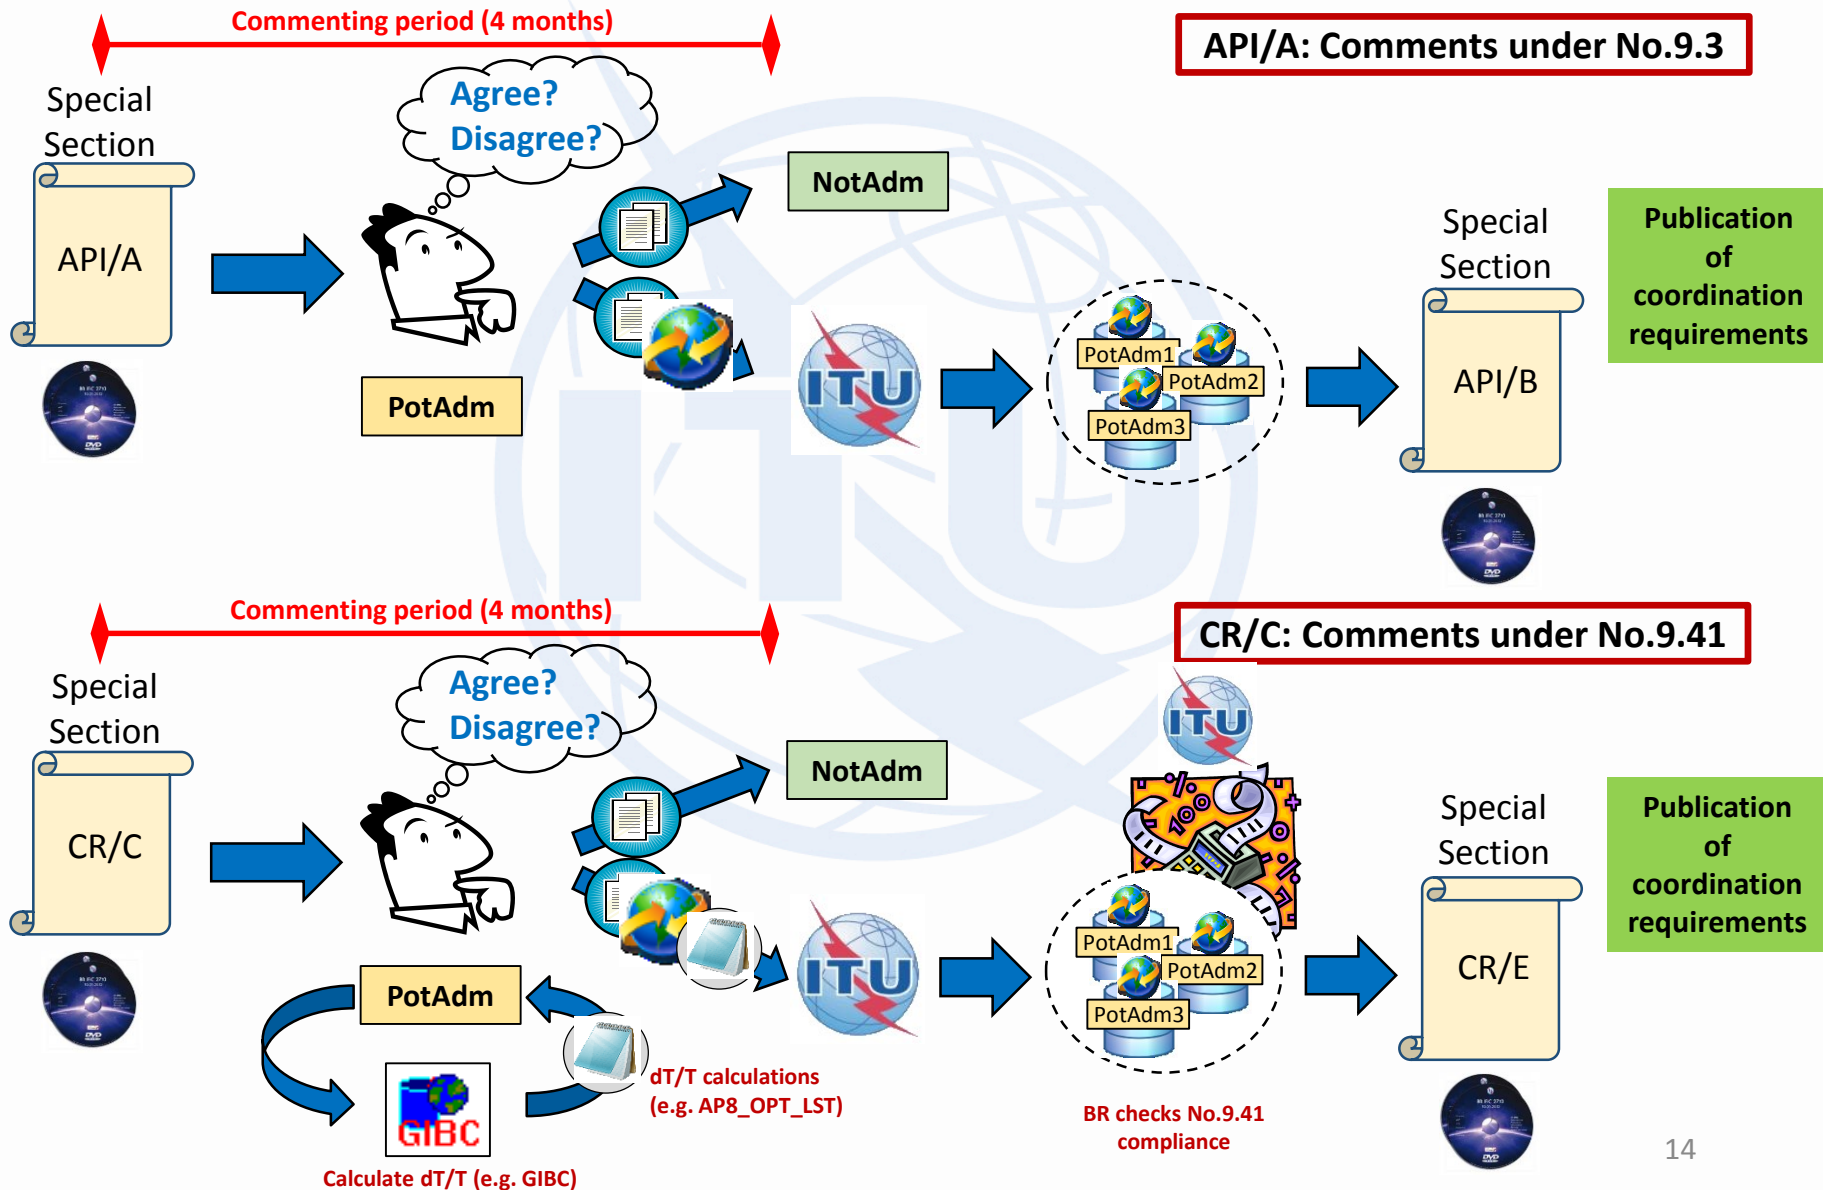 Commenting period (4 months)
API/A: Comments under No.9.3
Special
Section
API/A
Agree?
Disagree?
PotAdm
NotAdm
ITU
PotAdm1
PotAdm2
PotAdm3
Special
Section
API/B
Publication
of
coordination
requirements
ITU
Commenting period (4 months)
CR/C: Comments under No.9.41
Special
Section
CR/C
Agree?
Disagree?
NotAdm
PotAdm
GIBC
Calculate dT/T (e.g. GIBC)
dT/T calculations
(e.g. AP8_OPT_LST)
ITU
ITU
PotAdm1
PotAdm2
PotAdm3
BR checks No.9.41
compliance
Special
Section
CR/E
Publication
of
coordination
requirements
14